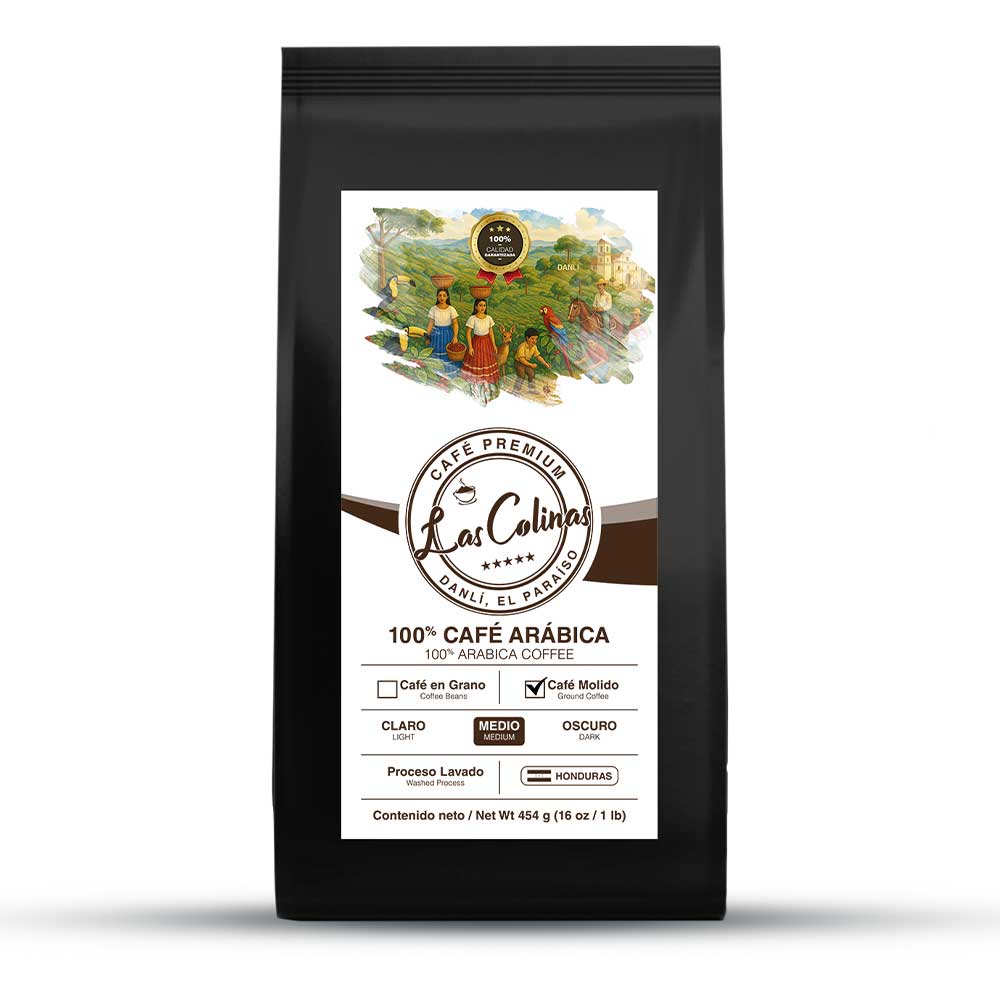 100%
CALIDAD
GARANTIZADA
DANLÍ
CAFÉ PREMIUM
Las Colinas
DANLÍ, EL PARAÍSO
100% CAFÉ ARÁBICA
100% ARABICA COFFEE
Café en Grano
Coffee Beans
Café Molido
Ground Coffee
CLARO
LIGHT
MEDIO
MEDIUM
OSCURO
DARK
Proceso Lavado
Washed Process
HONDURAS
Contenido neto / Net Wt 454 g (16 oz / 1 lb)